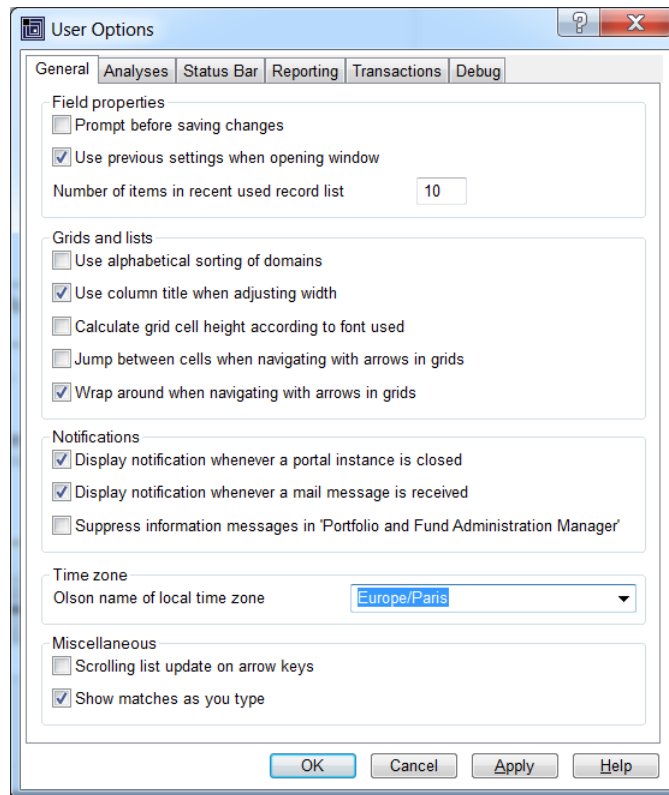 User Options
General Analyses Status Bar Reporting Transactions Debug
Field properties
Prompt before saving changes
Use previous settings when opening window
Number of items in recent used record list 10
Grids and lists
Use alphabetical sorting of domains
Use column title when adjusting width
Calculate grid cell height according to font used
Jump between cells when navigating with arrows in grids
Wrap around when navigating with arrows in grids
Notifications
Display notification whenever a portal instance is closed
Display notification whenever a mail message is received
Suppress information messages in 'Portfolio and Fund Administration Manager'
Time zone
Olson name of local time zone Europe/Paris
Miscellaneous
Scrolling list update on arrow keys
Show matches as you type
OK Cancel Apply Help